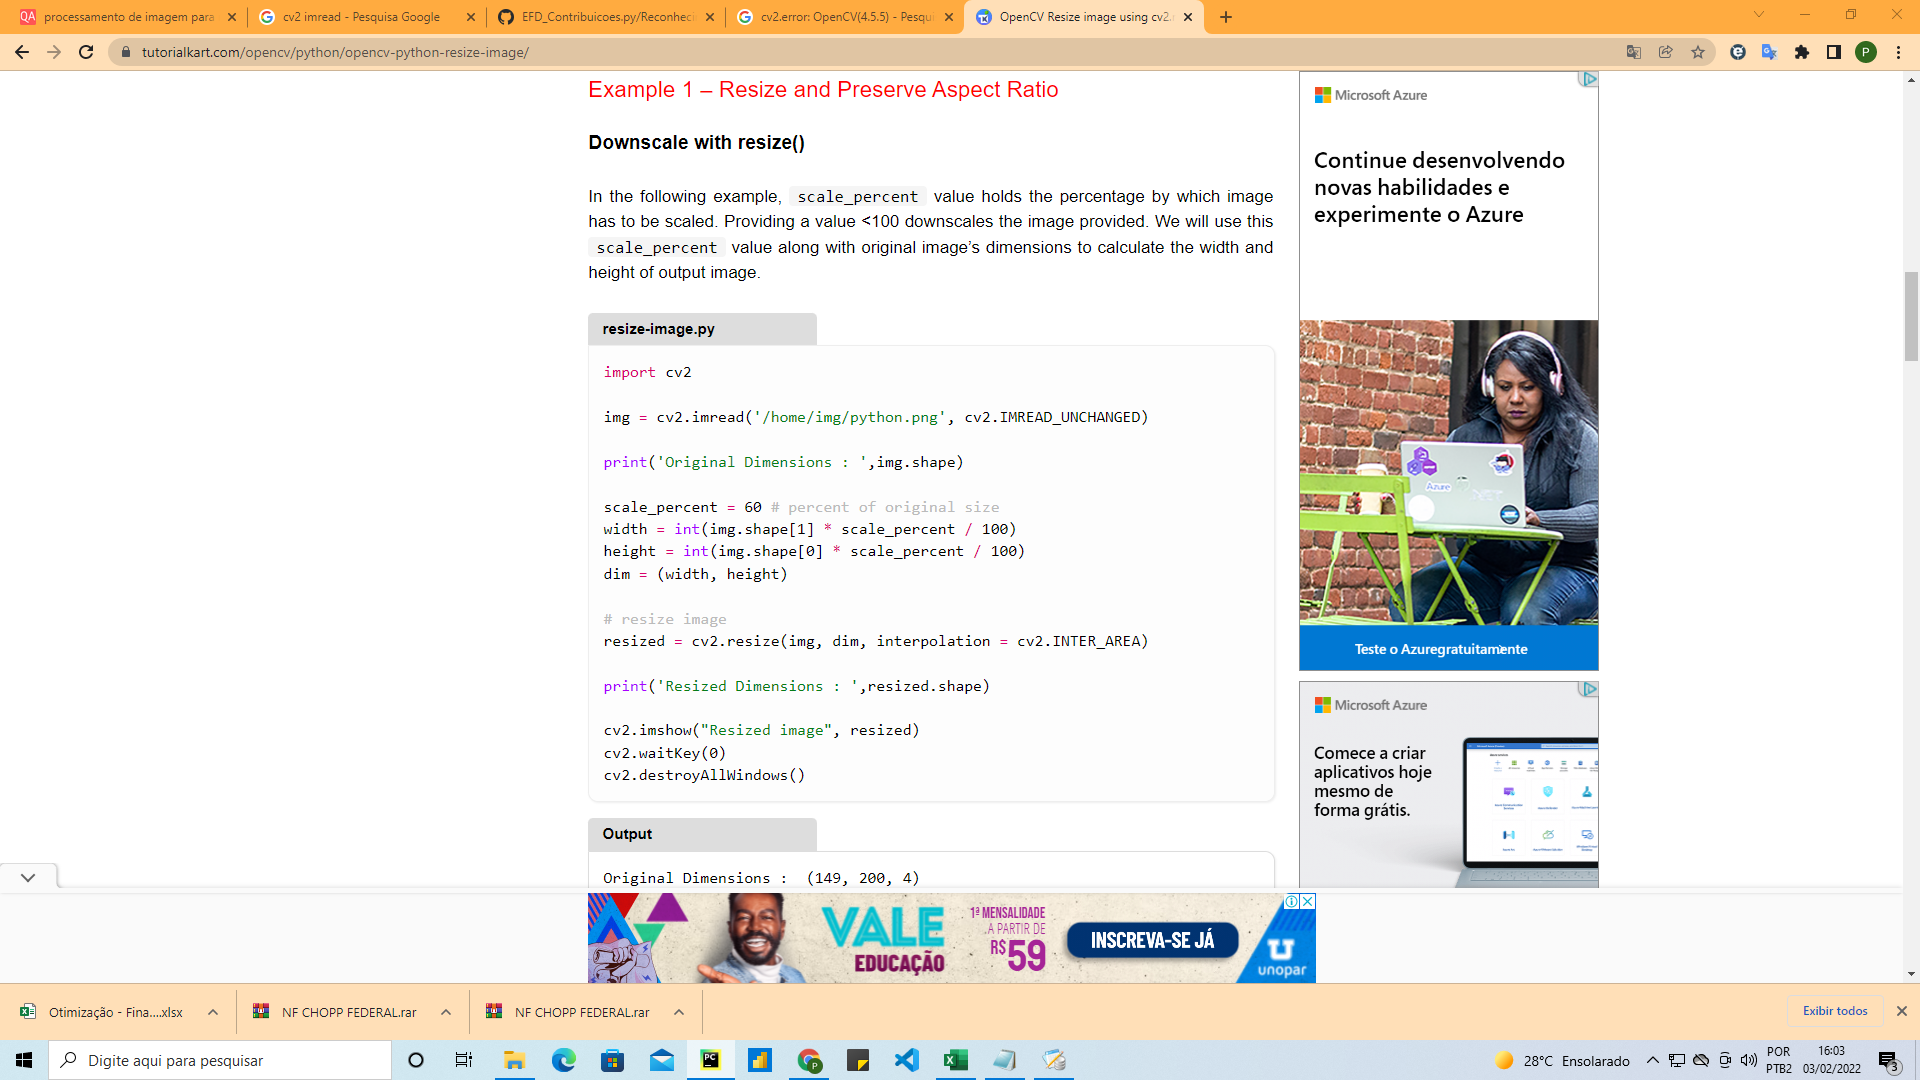 processamento de imagem para
cv2 imread - Pesquisa Google
EFD_Contribuicoes.py/Reconheci
cv2.error: OpenCV(4.5.5) - Pesqui
OpenCV Resize image using cv2.r
tutorialkart.com/opencv/python/opencv-python-resize-image/
P
Example 1 – Resize and Preserve Aspect Ratio
Downscale with resize()
In the following example, scale_percent value holds the percentage by which image
has to be scaled. Providing a value <100 downscales the image provided. We will use this
scale_percent value along with original image’s dimensions to calculate the width and
height of output image.
resize-image.py
import cv2
img = cv2.imread('/home/img/python.png', cv2.IMREAD_UNCHANGED)
print('Original Dimensions : ',img.shape)
scale_percent = 60 # percent of original size
width = int(img.shape[1] * scale_percent / 100)
height = int(img.shape[0] * scale_percent / 100)
dim = (width, height)
# resize image
resized = cv2.resize(img, dim, interpolation = cv2.INTER_AREA)
print('Resized Dimensions : ',resized.shape)
cv2.imshow("Resized image", resized)
cv2.waitKey(0)
cv2.destroyAllWindows()
Output
Original Dimensions :  (149, 200, 4)
Microsoft Azure
Continue desenvolvendo
novas habilidades e
experimente o Azure
Azure
Teste o Azuregratuitamente
Microsoft Azure
Comece a criar
aplicativos hoje
mesmo de
forma grátis.
VALE
EDUCAÇÃO
1ª MENSALIDADE
A PARTIR DE
R$59
INSCREVA-SE JÁ
unopar
Otimização - Fina....xlsx
NF CHOPP FEDERAL.rar
NF CHOPP FEDERAL.rar
Exibir todos
Digite aqui para pesquisar
28°C Ensolarado
POR
PTB2
16:03
03/02/2022
3